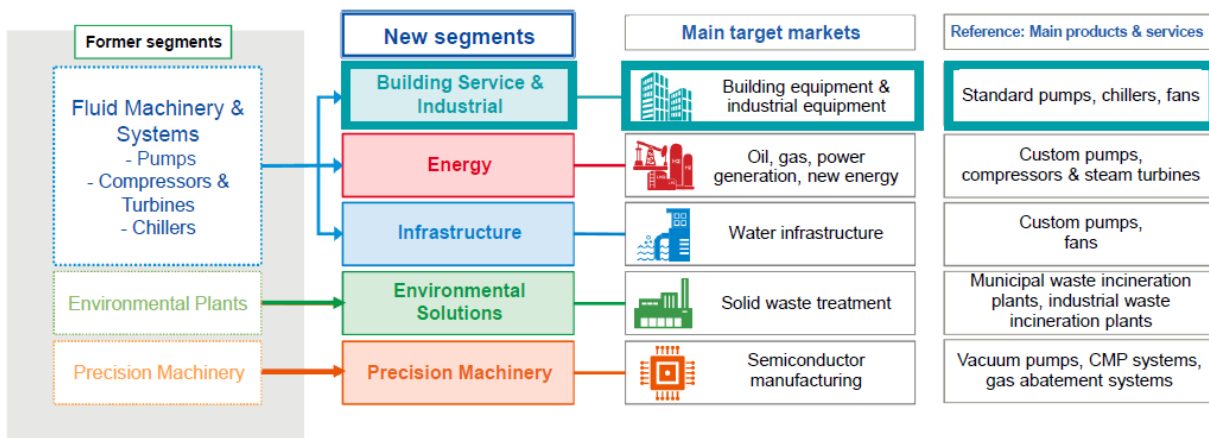 Former segments
New segments
Main target markets
Reference: Main products & services
Fluid Machinery &
Systems
- Pumps
- Compressors &
Turbines
- Chillers
Building Service &
Industrial
Building equipment &
industrial equipment
Standard pumps, chillers, fans
Energy
Oil, gas, power
generation, new energy
Custom pumps,
compressors & steam turbines
Infrastructure
Water infrastructure
Custom pumps,
fans
Environmental Plants
Environmental
Solutions
Solid waste treatment
Municipal waste incineration
plants, industrial waste
incineration plants
Precision Machinery
Precision Machinery
Semiconductor
manufacturing
Vacuum pumps, CMP systems,
gas abatement systems